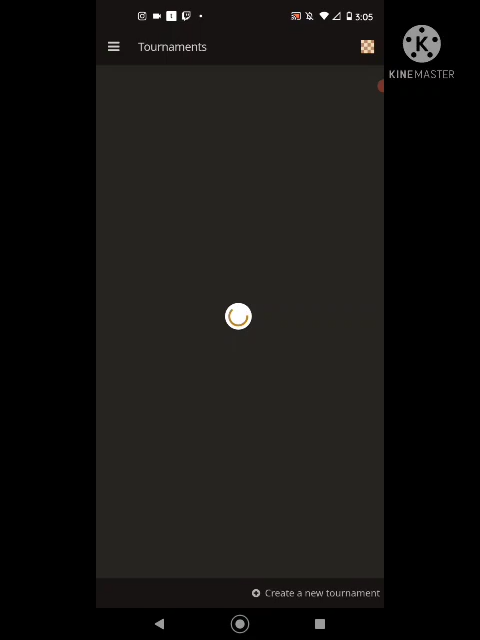 3:05
Tournaments
K
KINEMASTER
Create a new tournament